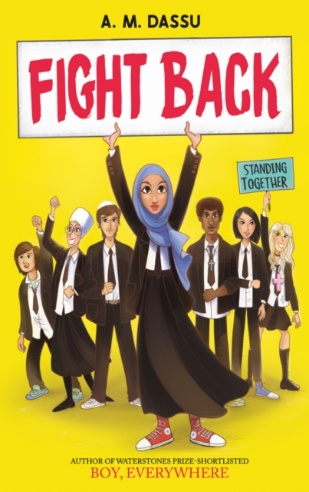 A. M. DASSU
FIGHT BACK
STANDING
TOGETHER
AUTHOR OF WATERSTONES PRIZE-SHORTLISTED
BOY, EVERYWHERE